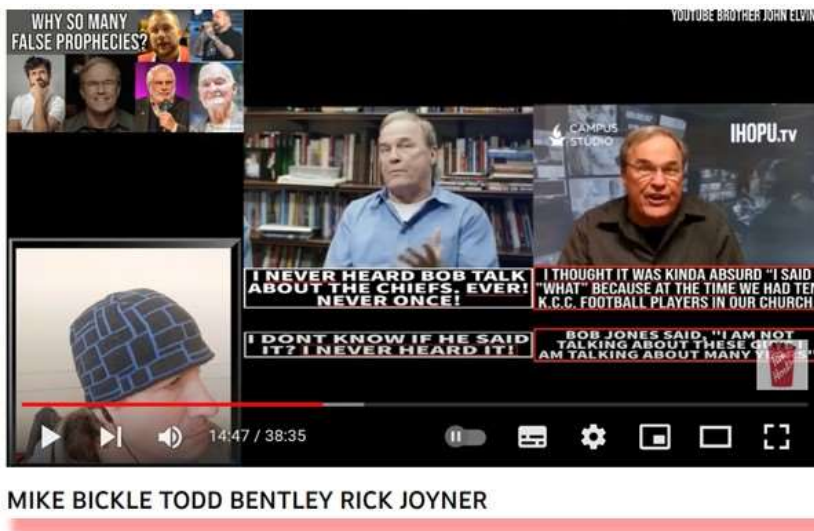 YOUTUBE BROTHER JOHN ELVIN
WHY SO MANY
FALSE PROPHECIES?
CAMPUS
STUDIO
IHOPU.TV
I NEVER HEARD BOB TALK
ABOUT THE CHIEFS. EVER!
NEVER ONCE!
I THOUGHT IT WAS KINDA ABSURD "I SAID
"WHAT" BECAUSE AT THE TIME WE HAD TEN
K.C.C. FOOTBALL PLAYERS IN OUR CHURCH.
I DONT KNOW IF HE SAID
IT? I NEVER HEARD IT!
BOB JONES SAID, "I AM NOT
TALKING ABOUT THESE I
AM TALKING ABOUT MANY
14:47 / 38:35
MIKE BICKLE TODD BENTLEY RICK JOYNER